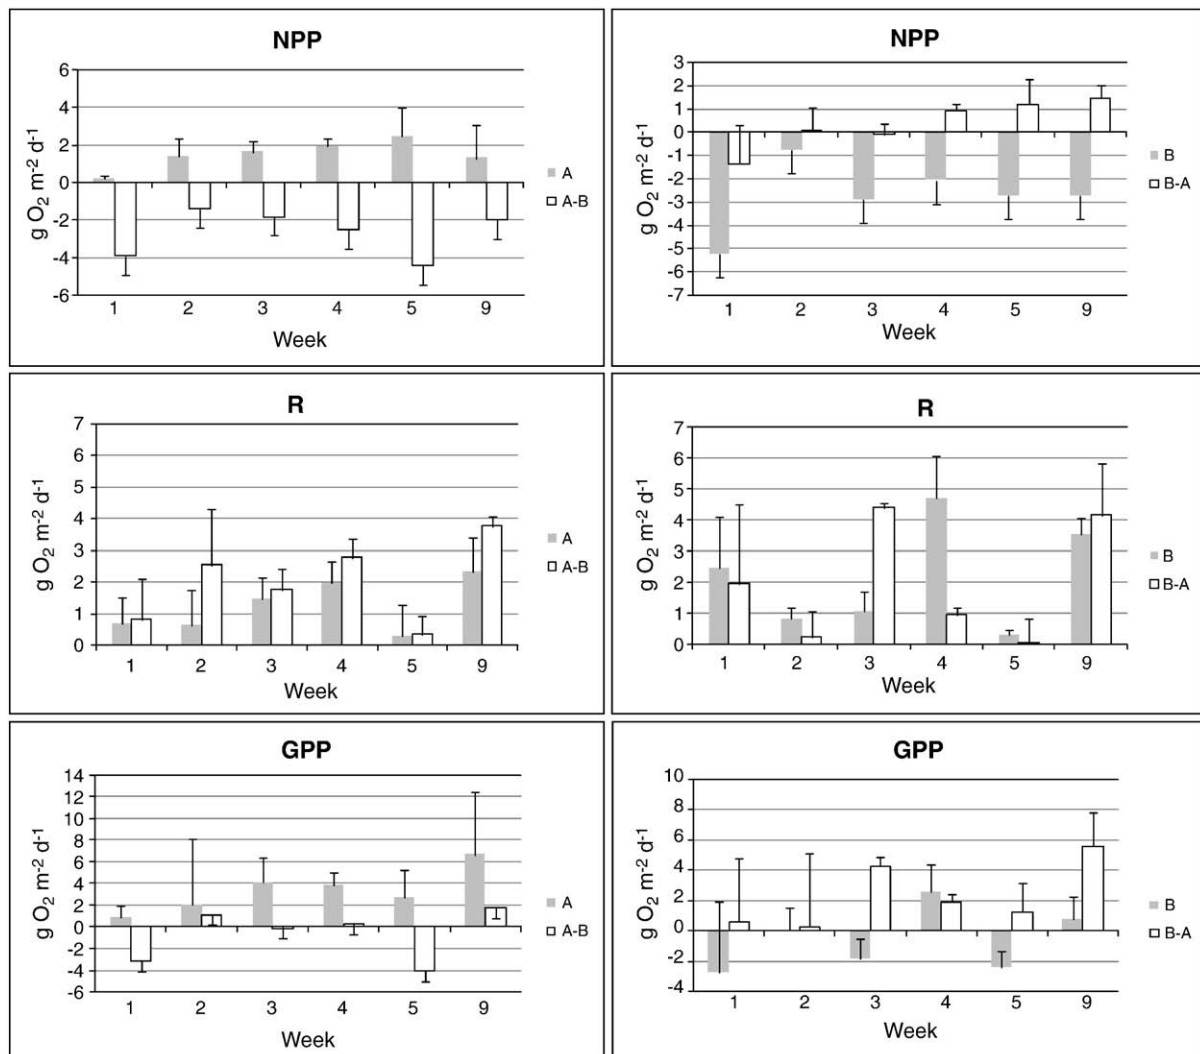 NPP
6
4
2
0
-2
-4
-6
g O₂ m⁻² d⁻¹
1 2 3 4 5 9
Week
A
A-B
NPP
3
2
1
0
-1
-2
-3
-4
-5
-6
-7
g O₂ m⁻² d⁻¹
1 2 3 4 5 9
Week
B
B-A
R
7
6
5
4
3
2
1
0
g O₂ m⁻² d⁻¹
1 2 3 4 5 9
Week
A
A-B
R
7
6
5
4
3
2
1
0
g O₂ m⁻² d⁻¹
1 2 3 4 5 9
Week
B
B-A
GPP
14
12
10
8
6
4
2
0
-2
-4
-6
g O₂ m⁻² d⁻¹
1 2 3 4 5 9
Week
A
A-B
GPP
10
8
6
4
2
0
-2
-4
g O₂ m⁻² d⁻¹
1 2 3 4 5 9
Week
B
B-A